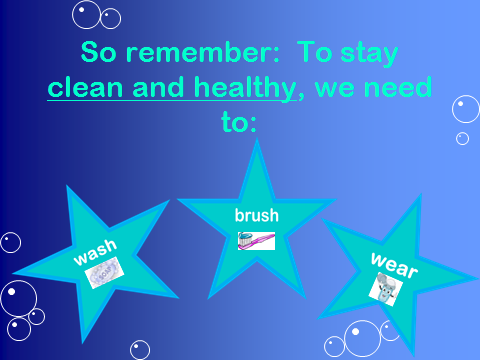 So remember:  To stay
clean and healthy, we need
to:
brush
wash
wear